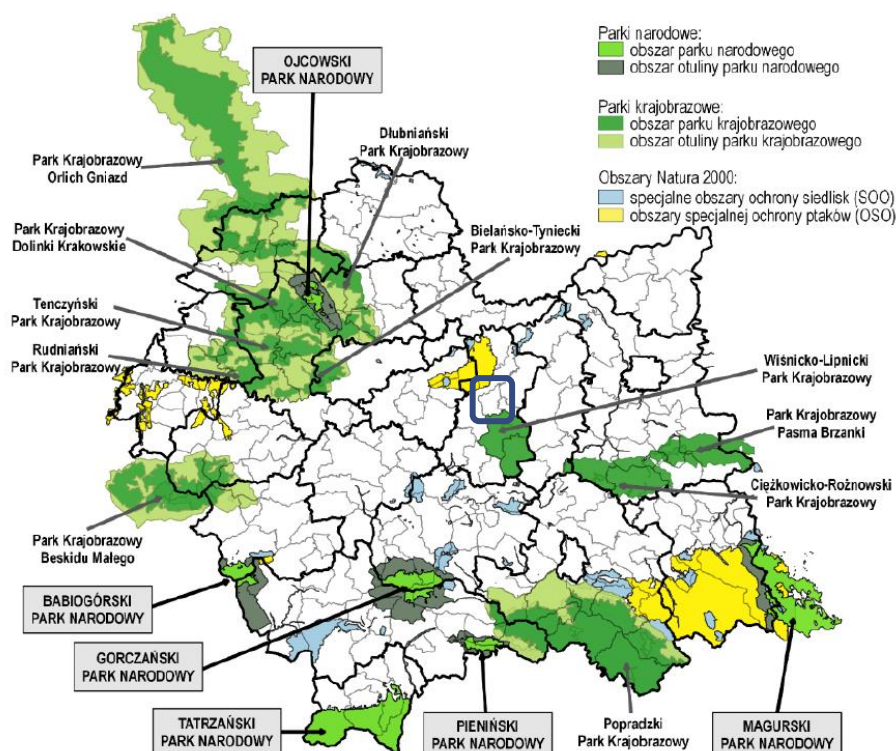 OJCOWSKI
PARK NARODOWY
Parki narodowe:
obszar parku narodowego
obszar otuliny parku narodowego
Parki krajobrazowe:
obszar parku krajobrazowego
obszar otuliny parku krajobrazowego
Obszary Natura 2000:
specjalne obszary ochrony siedlisk (SOO)
obszary specjalnej ochrony ptaków (OSO)
Dłubniański
Park Krajobrazowy
Park Krajobrazowy
Orlich Gniazd
Park Krajobrazowy
Dolinki Krakowskie
Bielańsko-Tyniecki
Park Krajobrazowy
Tenczyński
Park Krajobrazowy
Rudniański
Park Krajobrazowy
Wiśnicko-Lipnicki
Park Krajobrazowy
Park Krajobrazowy
Pasma Brzanki
Ciężkowicko-Rożnowski
Park Krajobrazowy
Park Krajobrazowy
Beskidu Małego
BABIOGÓRSKI
PARK NARODOWY
GORCZAŃSKI
PARK NARODOWY
TATRZAŃSKI
PARK NARODOWY
PIENIŃSKI
PARK NARODOWY
Popradzki
Park Krajobrazowy
MAGURSKI
PARK NARODOWY